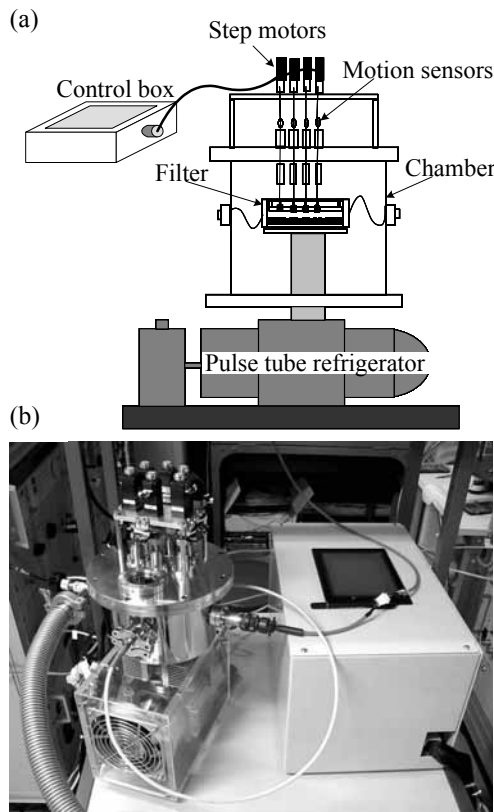 (a)
Step motors
Motion sensors
Control box
Filter
Chamber
Pulse tube refrigerator
(b)